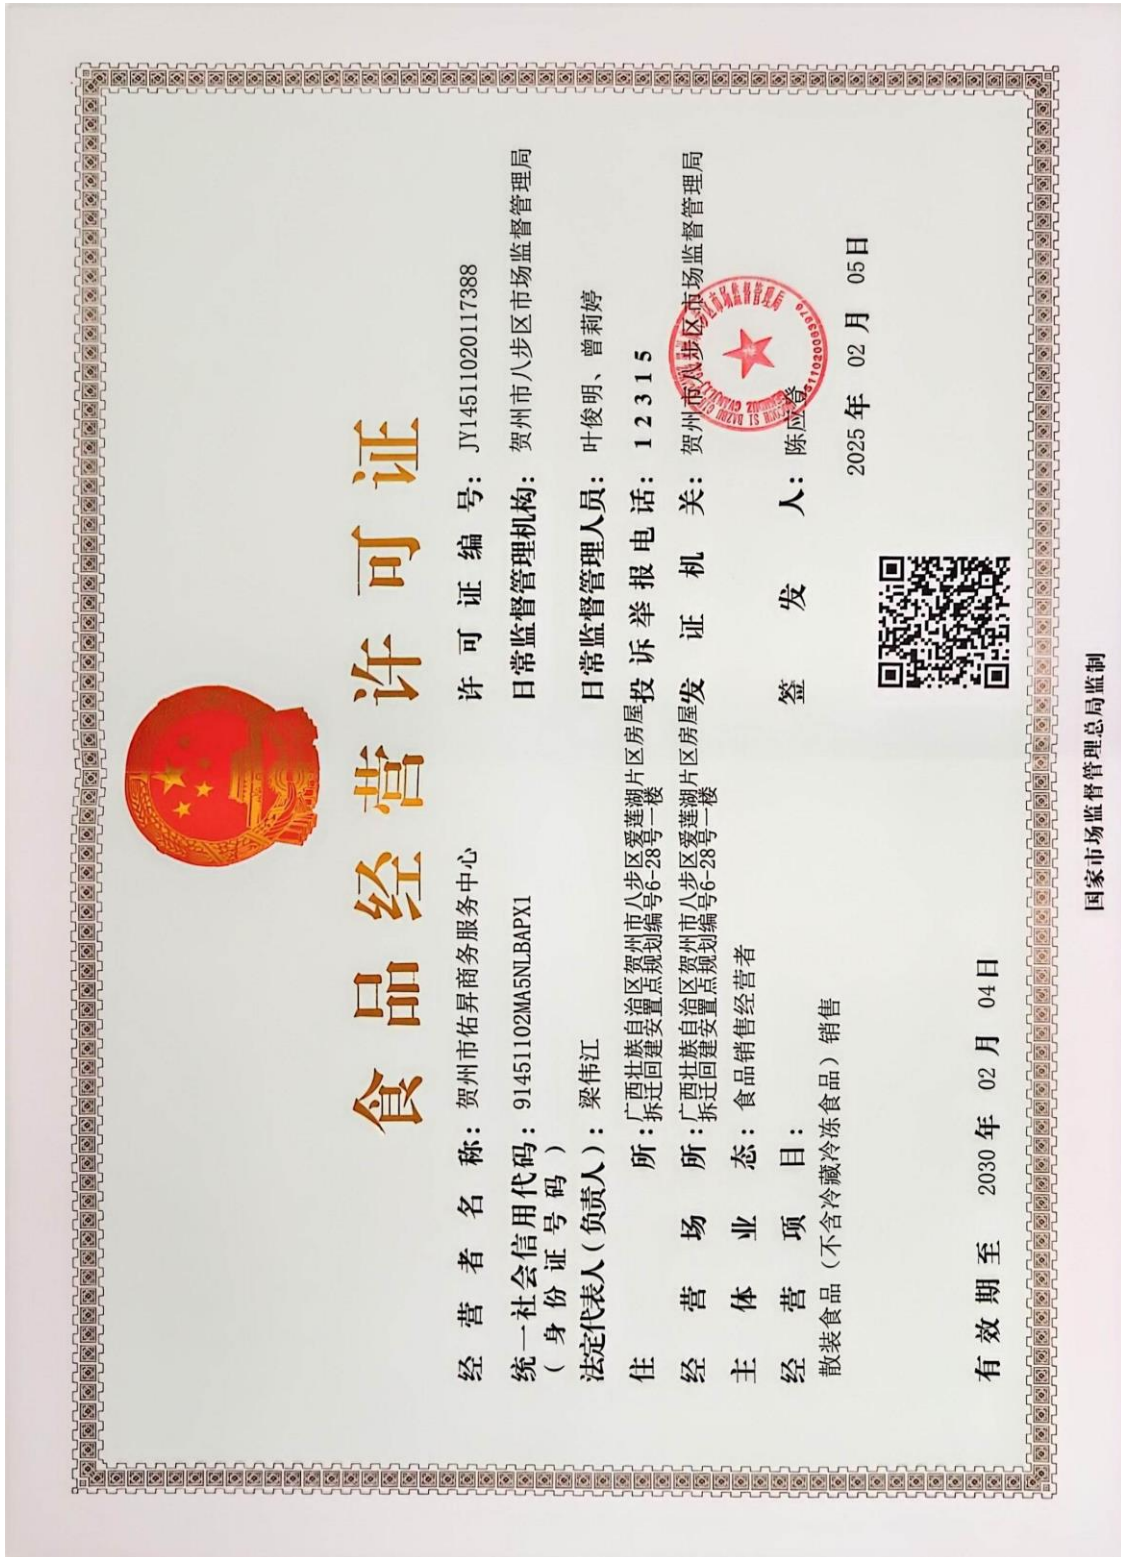 食品经营许可证
经营者名称：贺州市佑昇商务服务中心
统一社会信用代码：91451102MA5NLBAPX1
（身份证号码）
法定代表人（负责人）：梁伟江
住所：广西壮族自治区贺州市八步区爱莲湖片区房屋
拆迁回建安置点规划编号6-28号一楼
经营场所：广西壮族自治区贺州市八步区爱莲湖片区房屋
拆迁回建安置点规划编号6-28号一楼
主体业态：食品销售经营者
经营项目：
散装食品（不含冷藏冷冻食品）销售
有效期至 2030年 02月 04日
许可证编号：JY14511020117388
日常监督管理机构：贺州市八步区市场监督管理局
日常监督管理人员：叶俊明、曾莉婷
投诉举报电话：12315
发证机关：贺州市八步区市场监督管理局
签发人：陈应登
2025年 02月 05日
国家市场监督管理总局监制